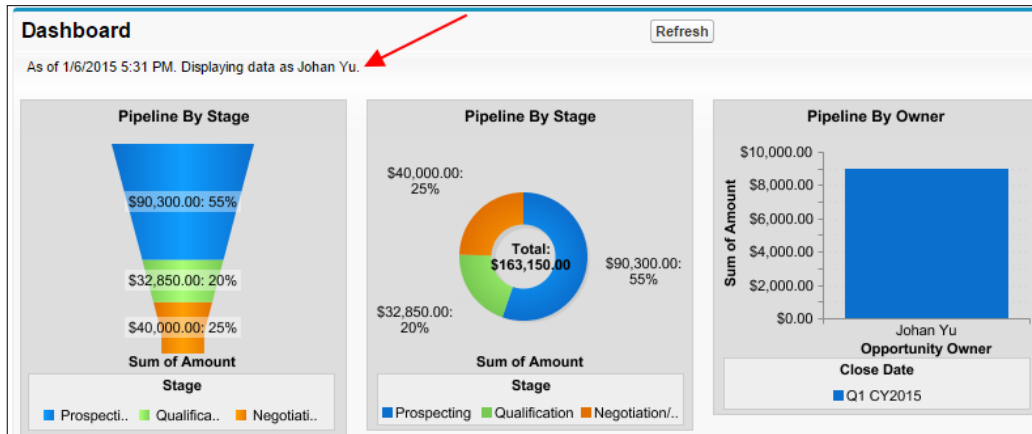 Dashboard
Refresh
As of 1/6/2015 5:31 PM. Displaying data as Johan Yu.
Pipeline By Stage
$90,300.00: 55%
$32,850.00: 20%
$40,000.00: 25%
Sum of Amount
Stage
Prospecti..
Qualifica..
Negotiati..
Pipeline By Stage
$40,000.00:
25%
Total:
$163,150.00
$90,300.00:
55%
$32,850.00:
20%
Sum of Amount
Stage
Prospecting
Qualification
Negotiation/..
Pipeline By Owner
Sum of Amount
$10,000.00
$8,000.00
$6,000.00
$4,000.00
$2,000.00
$0.00
Johan Yu
Opportunity Owner
Close Date
Q1 CY2015